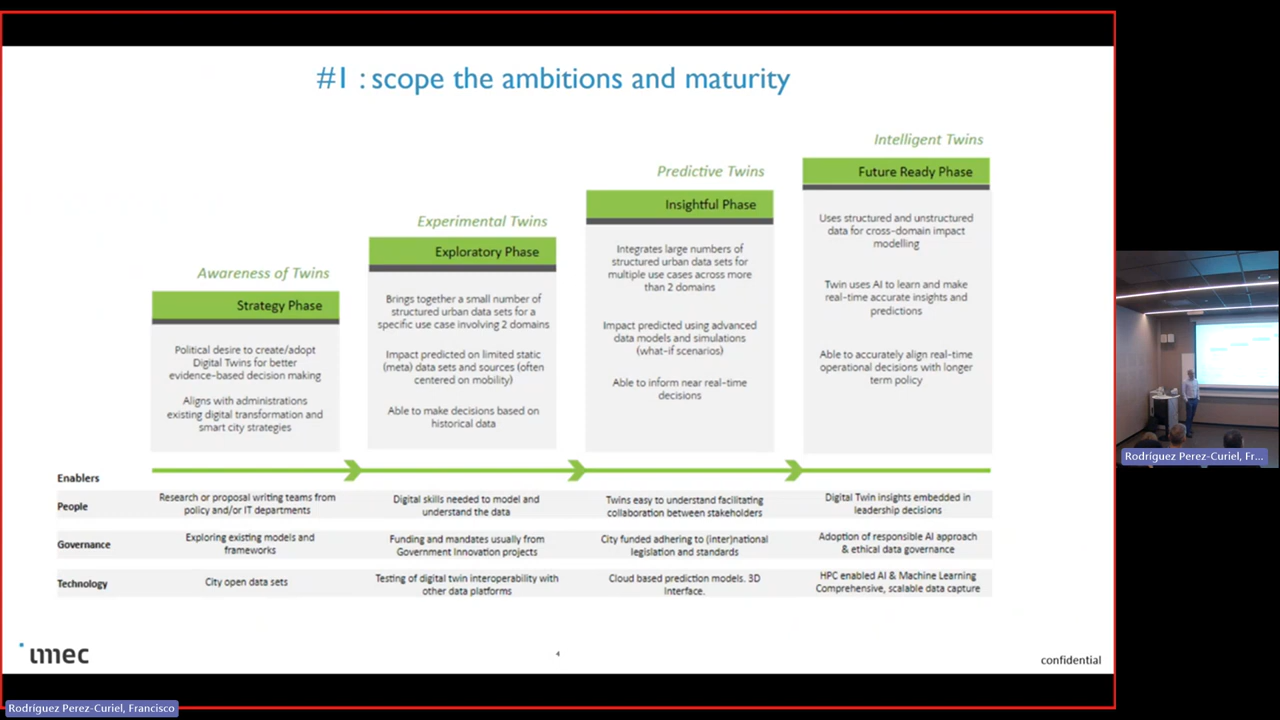 #1 : scope the ambitions and maturity
Awareness of Twins
Strategy Phase
Political desire to create/adopt
Digital Twins for better
evidence-based decision making
Aligns with administrations
existing digital transformation and
smart city strategies
Experimental Twins
Exploratory Phase
Brings together a small number of
structured urban data sets for a
specific use case involving 2 domains
Impact predicted on limited static
(meta) data sets and sources (often
centred on mobility)
Able to make decisions based on
historical data
Predictive Twins
Insightful Phase
Integrates large numbers of
structured urban data sets for
multiple use cases across more
than 2 domains
Impact predicted using advanced
data models and simulations
(what-if scenarios)
Able to inform near real-time
decisions
Intelligent Twins
Future Ready Phase
Uses structured and unstructured
data for cross-domain impact
modelling
Twin uses AI to learn and make
real-time accurate insights and
predictions
Able to accurately align real-time
operational decisions with longer
term policy
Enablers
People
Research or proposal writing teams from
policy and/or IT departments
Digital skills needed to model and
understand the data
Twins easy to understand facilitating
collaboration between stakeholders
Digital Twin insights embedded in
leadership decisions
Governance
Exploring existing models and
frameworks
Funding and mandates usually from
Government Innovation projects
City funded adhering to (inter)national
legislation and standards
Adoption of responsible AI approach
& ethical data governance
Technology
City open data sets
Testing of digital twin interoperability with
other data platforms
Cloud based prediction models. 3D
Interface.
HPC enabled AI & Machine Learning
Comprehensive, scalable data capture
imec
4
confidential
Rodríguez Perez-Curiel, Francisco
Rodríguez Perez-Curiel, Fr...